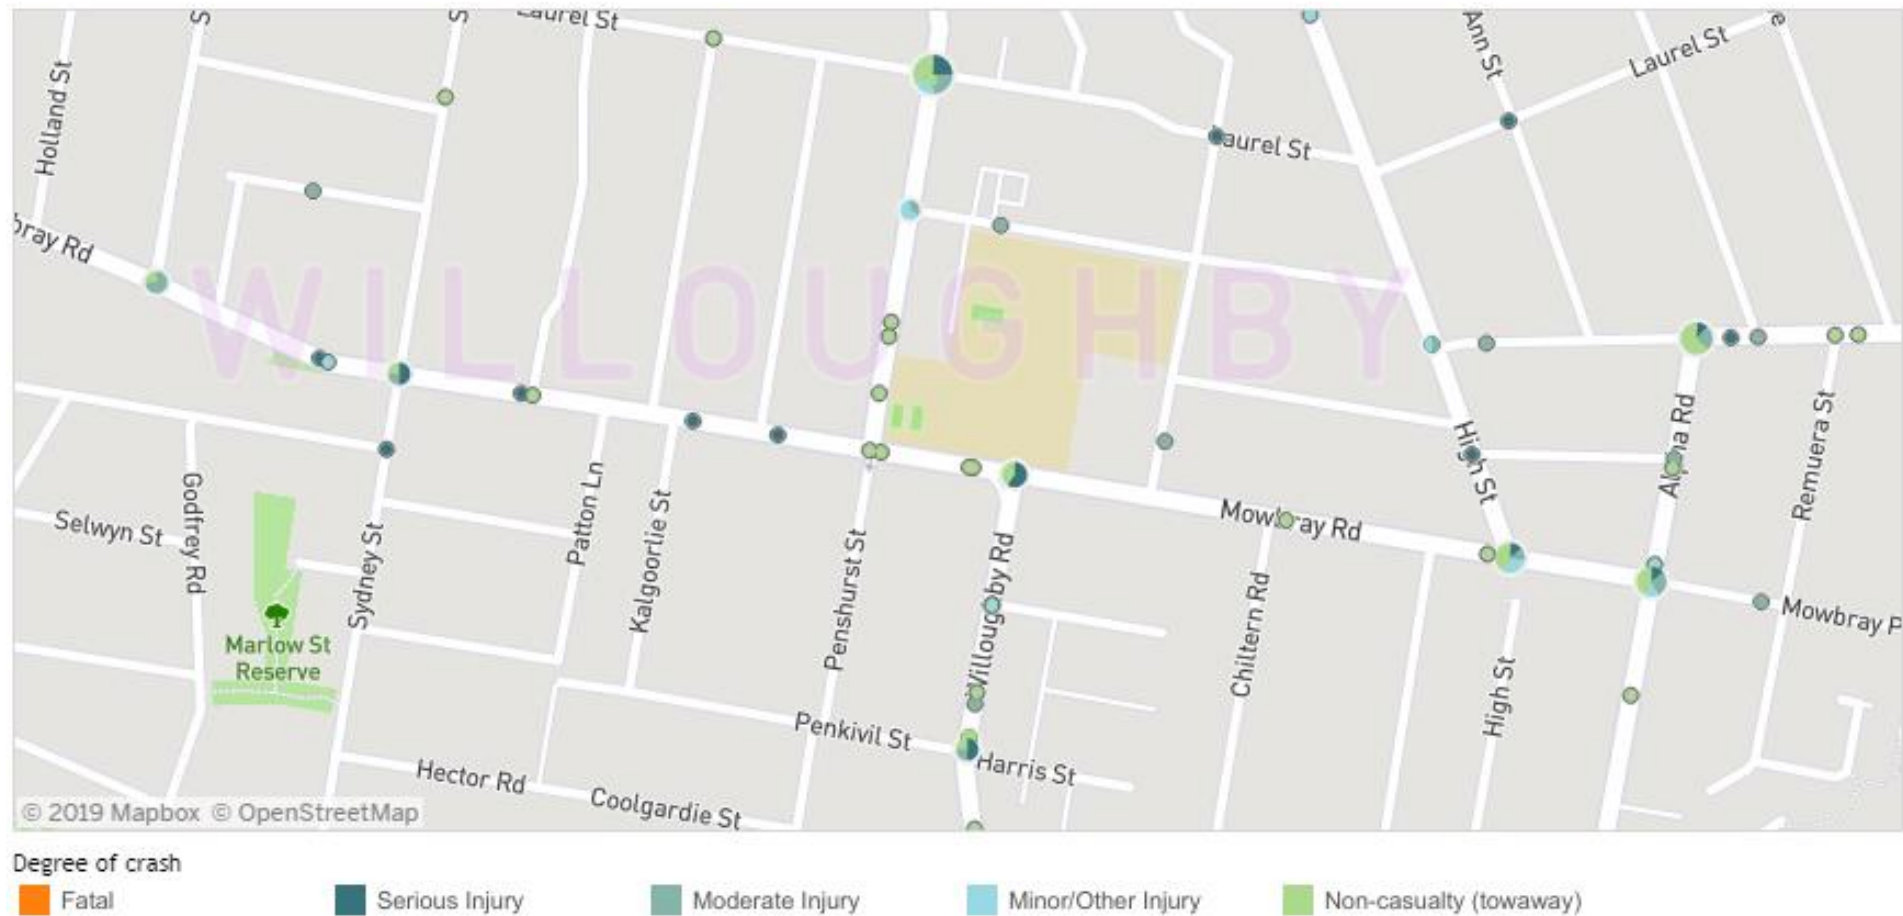 S
S
Laurel St
Ann St
e
Laurel St
Holland St
Laurel St
bray Rd
WILLOUGHBY
High St
Alpha Rd
Remuera St
Godfrey Rd
Selwyn St
Patton Ln
Kalgoorlie St
Mowbray Rd
Sydney St
Penshurst St
Willoughby Rd
Chiltern Rd
Mowbray P
Marlow St
Reserve
High St
Penkivil St
Harris St
Hector Rd
Coolgardie St
© 2019 Mapbox © OpenStreetMap
Degree of crash
Fatal
Serious Injury
Moderate Injury
Minor/Other Injury
Non-casualty (towaway)